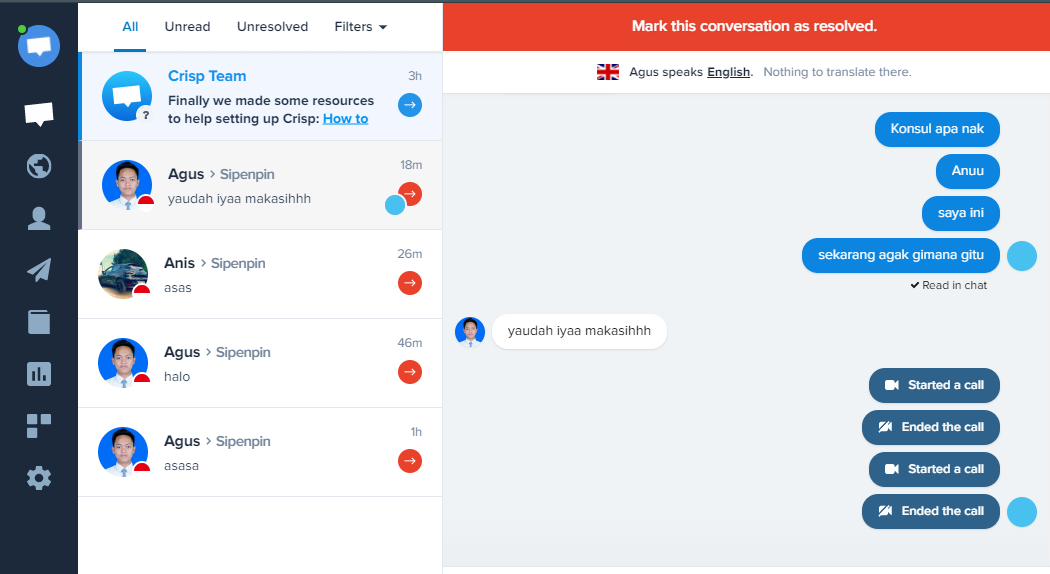 All Unread Unresolved Filters
Crisp Team 3h
Finally we made some resources
to help setting up Crisp: How to
?
Agus > Sipenpin 18m
yaudah iyaa makasihhh
Anis > Sipenpin 26m
asas
Agus > Sipenpin 46m
halo
Agus > Sipenpin 1h
asasa
Mark this conversation as resolved.
Agus speaks English. Nothing to translate there.
Konsul apa nak
Anuu
saya ini
sekarang agak gimana gitu
Read in chat
yaudah iyaa makasihhh
Started a call
Ended the call
Started a call
Ended the call